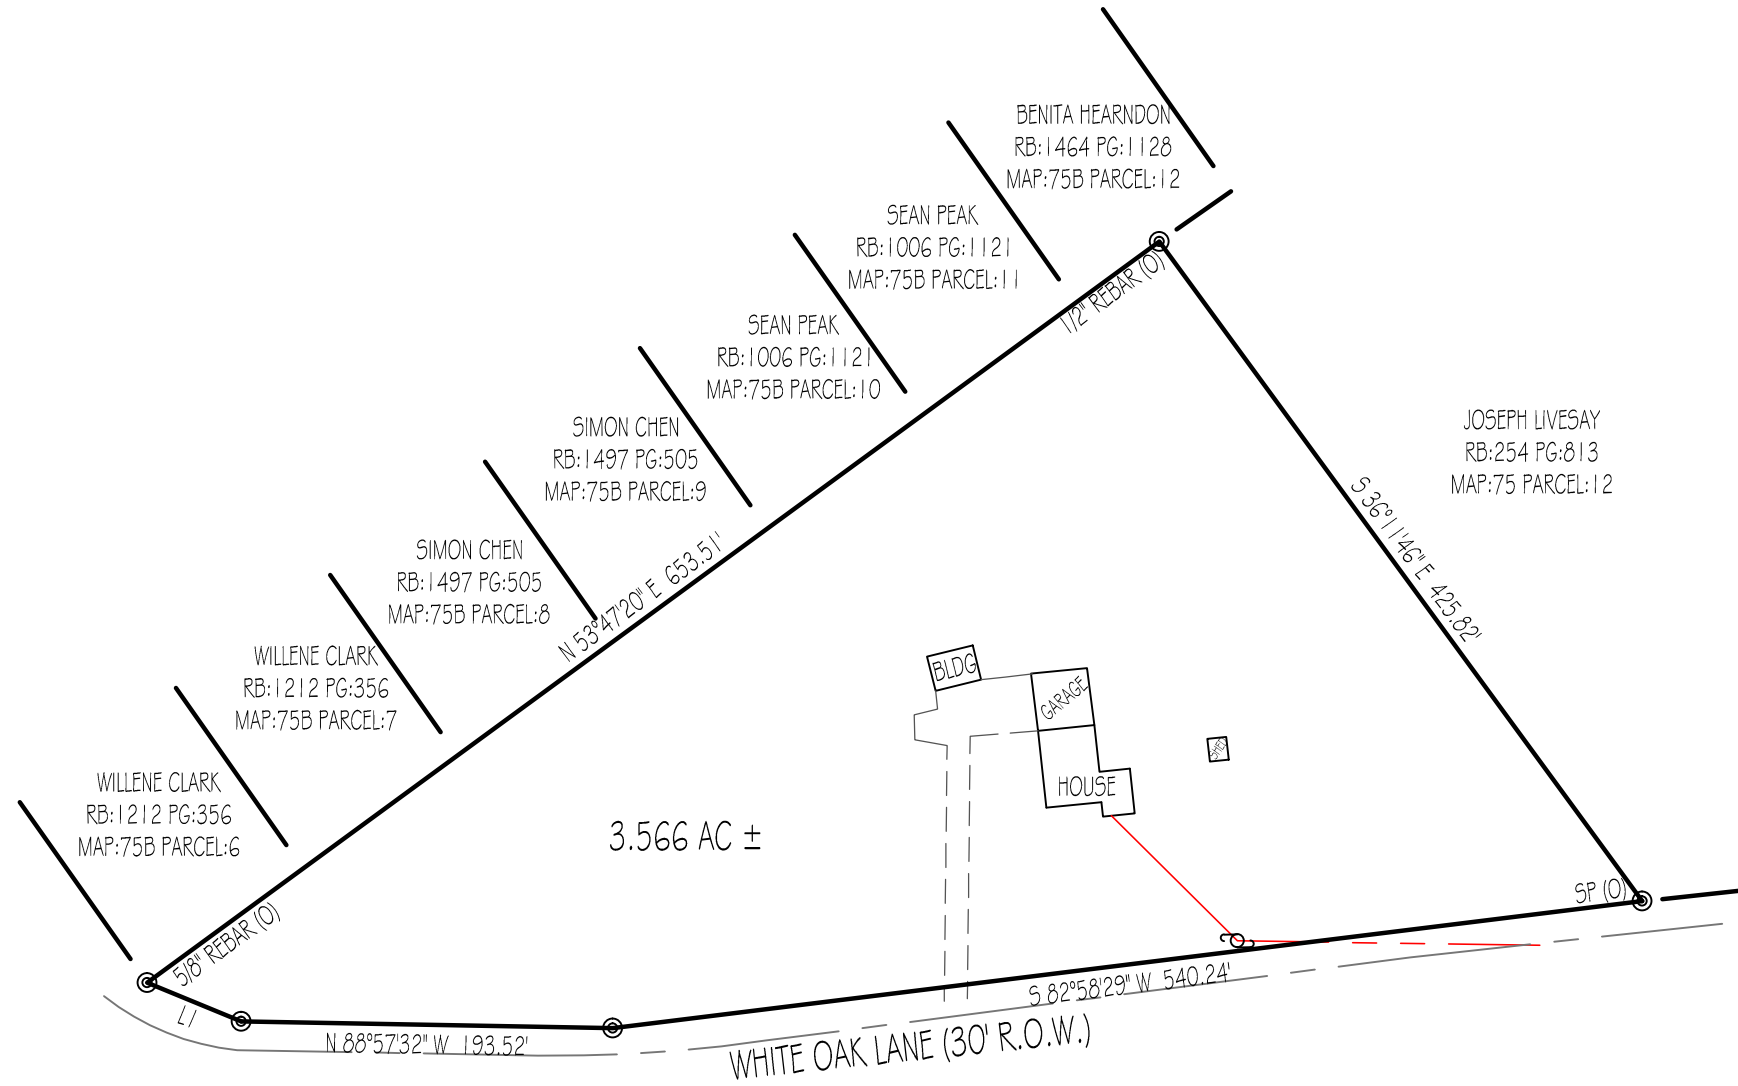 BENITA HEARNDON
RB:1464 PG:1128
MAP:75B PARCEL:12
SEAN PEAK
RB:1006 PG:1121
MAP:75B PARCEL:11
1/2" REBAR (O)
SEAN PEAK
RB:1006 PG:1121
MAP:75B PARCEL:10
SIMON CHEN
RB:1497 PG:505
MAP:75B PARCEL:9
JOSEPH LIVESAY
RB:254 PG:813
MAP:75 PARCEL:12
S 36°11'46" E 425.82'
SIMON CHEN
RB:1497 PG:505
MAP:75B PARCEL:8
N 53°47'20" E 653.51'
WILLENE CLARK
RB:1212 PG:356
MAP:75B PARCEL:7
BLDG
GARAGE
SHED
HOUSE
WILLENE CLARK
RB:1212 PG:356
MAP:75B PARCEL:6
3.566 AC ±
SP (O)
5/8" REBAR (O)
L1
N 88°57'32" W 193.52'
S 82°58'29" W 540.24'
WHITE OAK LANE (30' R.O.W.)